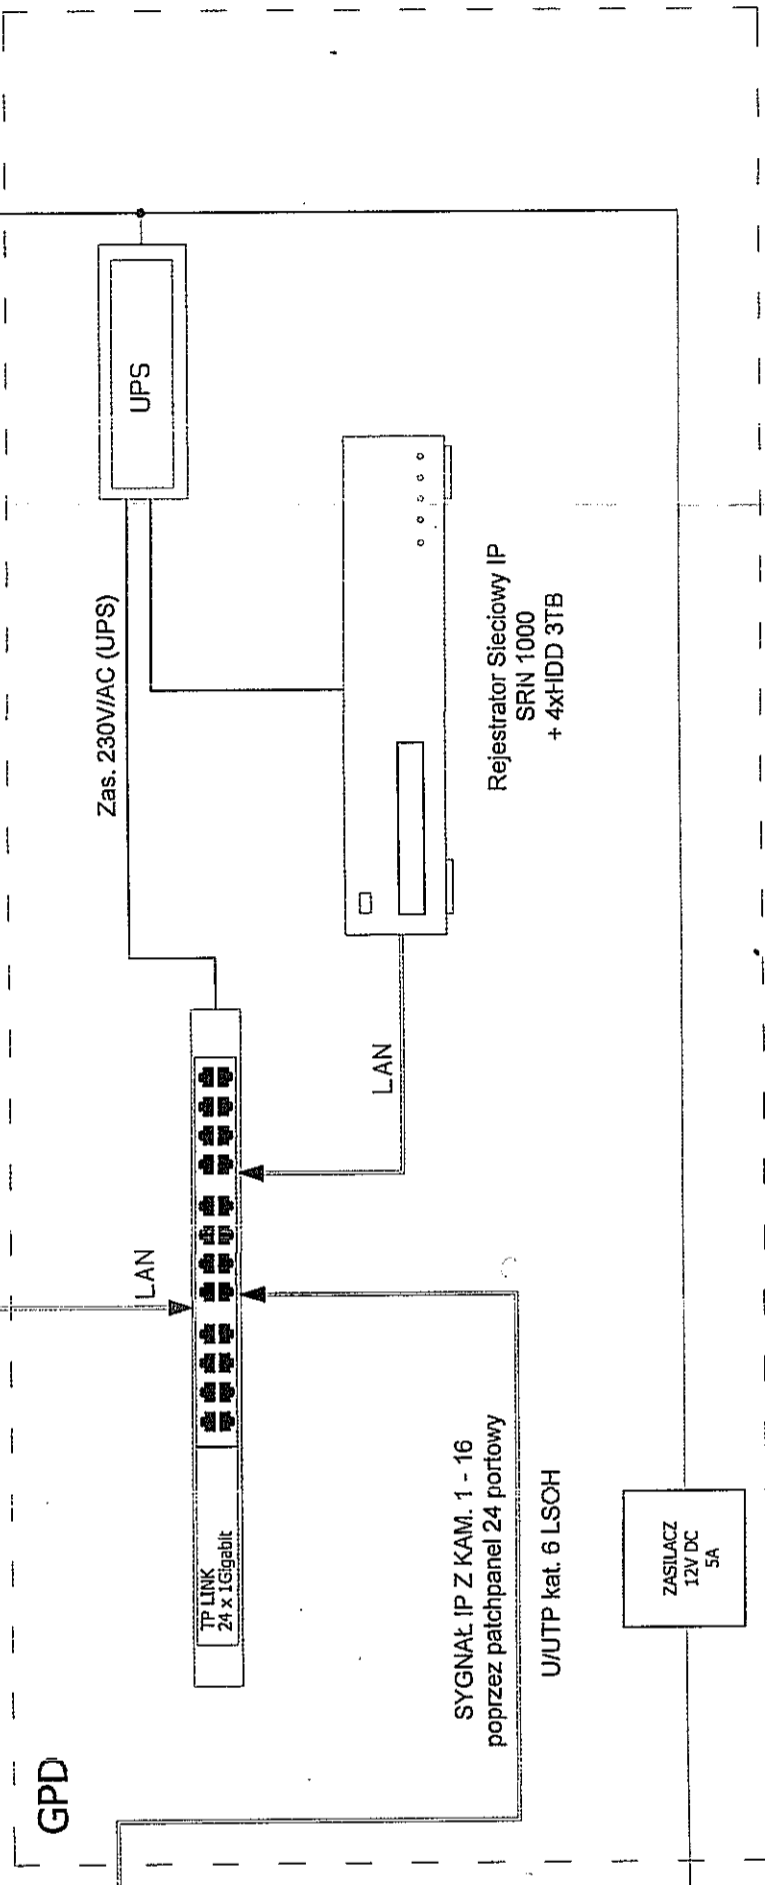 GPD
TP LINK
24 x 1Gigabit
LAN
Zas. 230V/AC (UPS)
UPS
LAN
Rejestrator Sieciowy IP
SRN 1000
+ 4xHDD 3TB
SYGNAŁ IP Z KAM. 1 - 16
poprzez patchpanel 24 portowy
U/UTP kat. 6 LSOH
ZASILACZ
12V DC
5A